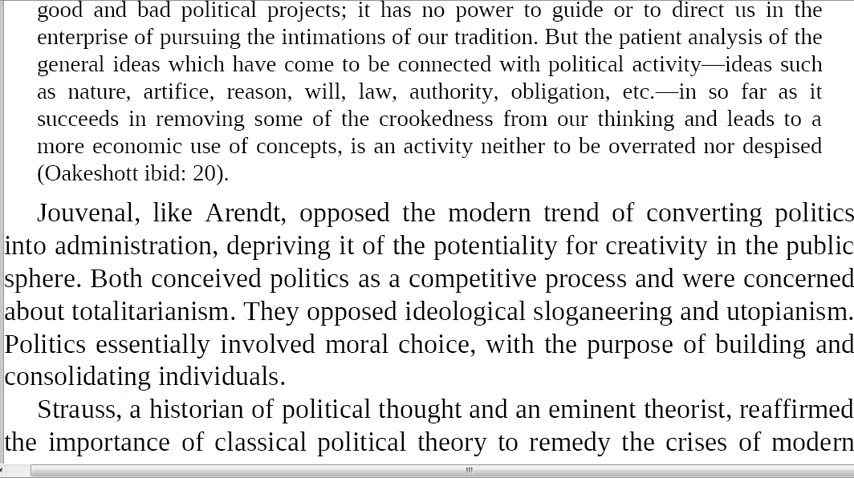 good and bad political projects; it has no power to guide or to direct us in the
enterprise of pursuing the intimations of our tradition. But the patient analysis of the
general ideas which have come to be connected with political activity—ideas such
as nature, artifice, reason, will, law, authority, obligation, etc.—in so far as it
succeeds in removing some of the crookedness from our thinking and leads to a
more economic use of concepts, is an activity neither to be overrated nor despised
(Oakeshott ibid: 20).
Jouvenal, like Arendt, opposed the modern trend of converting politics
into administration, depriving it of the potentiality for creativity in the public
sphere. Both conceived politics as a competitive process and were concerned
about totalitarianism. They opposed ideological sloganeering and utopianism.
Politics essentially involved moral choice, with the purpose of building and
consolidating individuals.
Strauss, a historian of political thought and an eminent theorist, reaffirmed
the importance of classical political theory to remedy the crises of modern